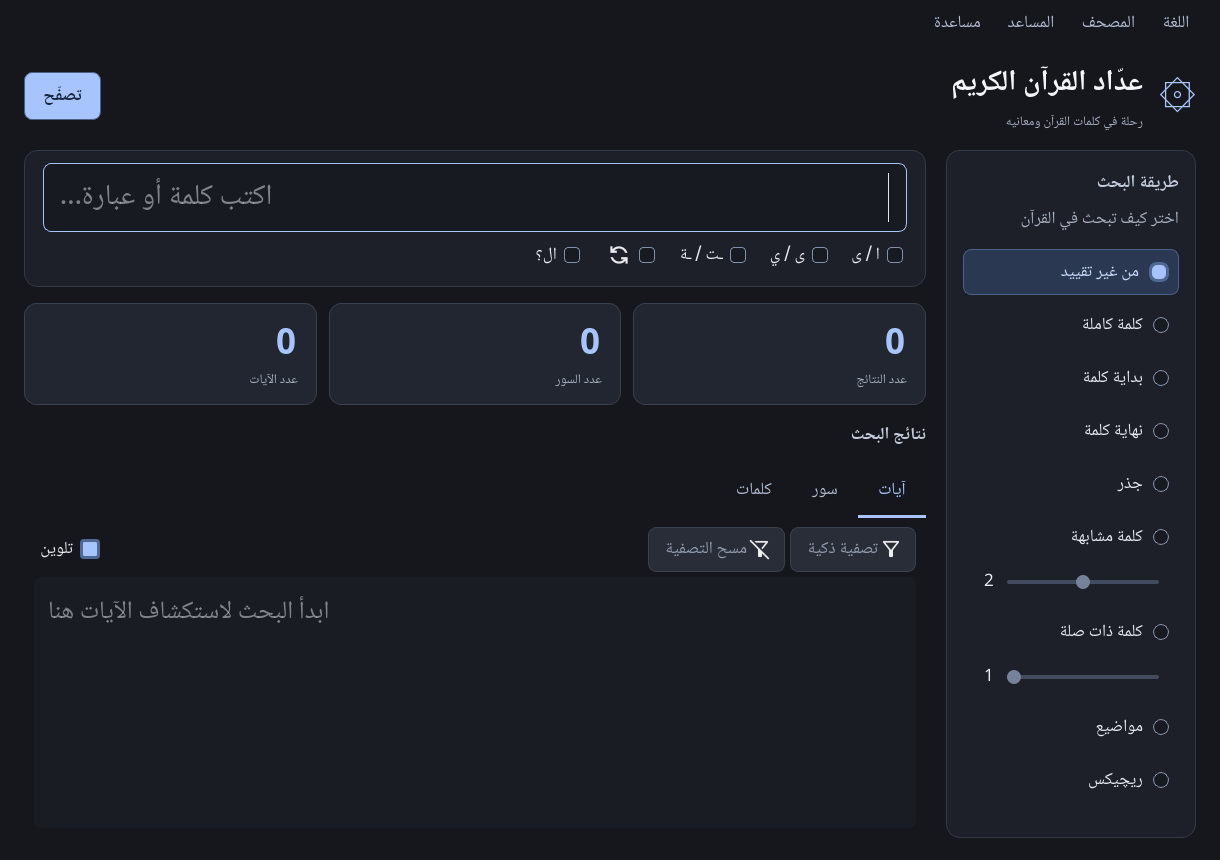 اللغة المصحف المساعد مساعدة
عدّاد القرآن الكريم
رحلة في كلمات القرآن ومعانيه
تصفّح
طريقة البحث
اختر كيف تبحث في القرآن
من غير تقييد
كلمة كاملة
بداية كلمة
نهاية كلمة
جذر
كلمة مشابهة
2
كلمة ذات صلة
1
مواضيع
ريچيكس
اكتب كلمة أو عبارة...
ا / ى
ى / ي
ـت / ـة
ال؟
0
عدد النتائج
0
عدد السور
0
عدد الآيات
نتائج البحث
آيات سور كلمات
تصفية ذكية مسح التصفية تلوين
ابدأ البحث لاستكشاف الآيات هنا